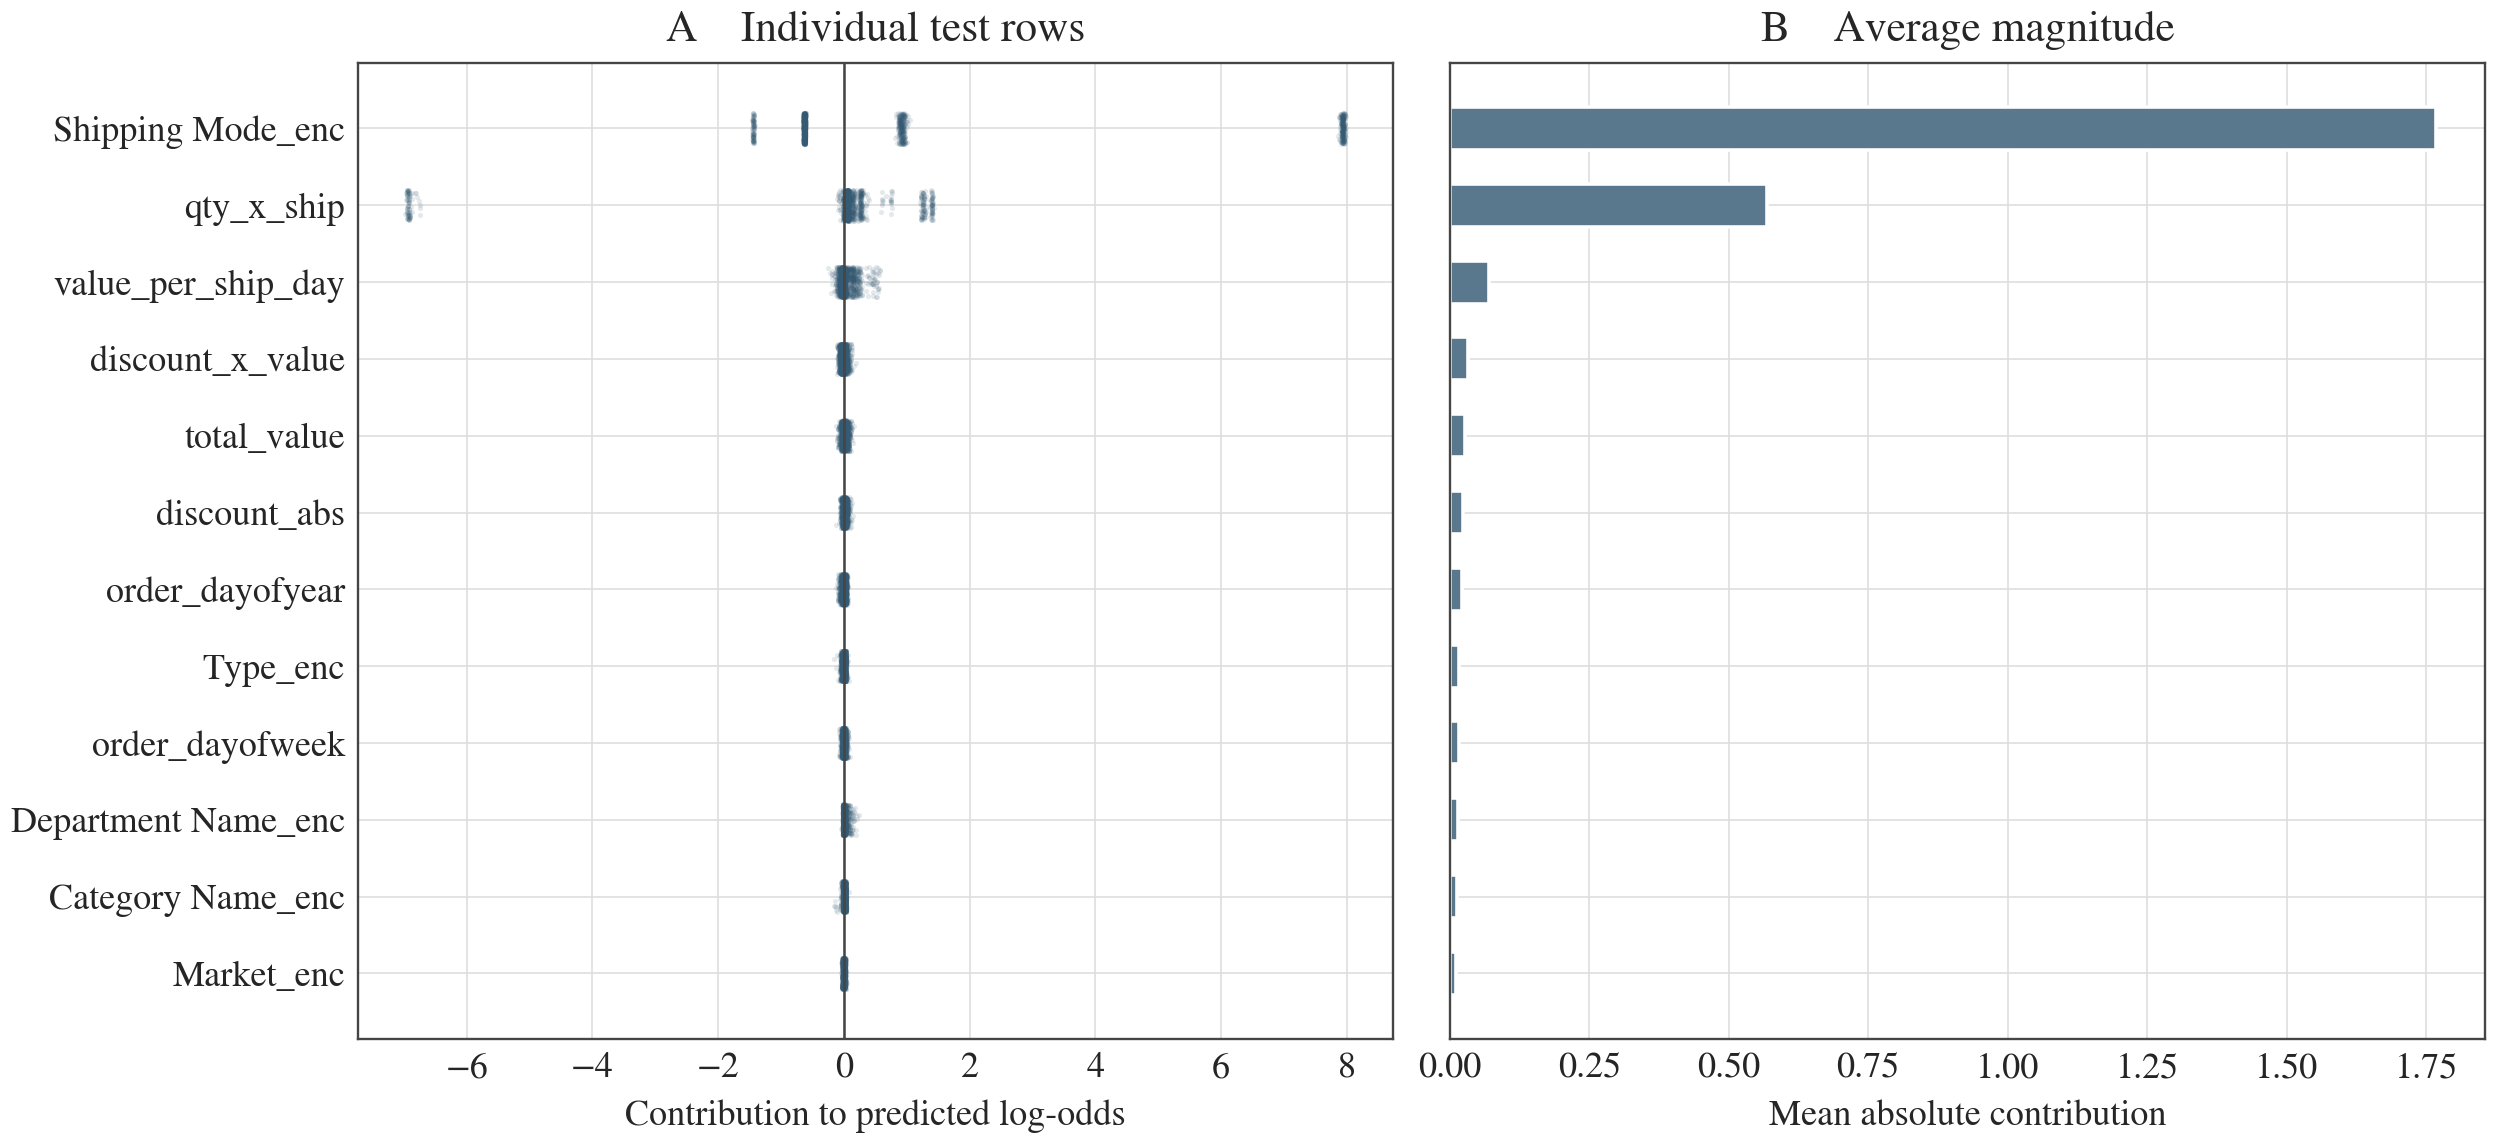 A Individual test rows
B Average magnitude
Shipping Mode_enc
qty_x_ship
value_per_ship_day
discount_x_value
total_value
discount_abs
order_dayofyear
Type_enc
order_dayofweek
Department Name_enc
Category Name_enc
Market_enc
−6 −4 −2 0 2 4 6 8
0.00 0.25 0.50 0.75 1.00 1.25 1.50 1.75
Contribution to predicted log-odds
Mean absolute contribution